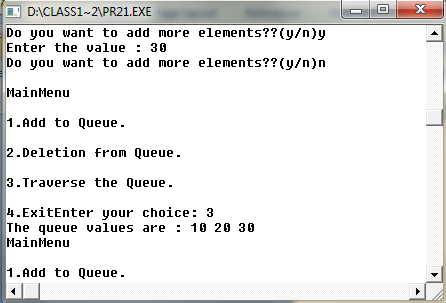 D:\CLASS1~2\PR21.EXE
Do you want to add more elements??(y/n)y
Enter the value : 30
Do you want to add more elements??(y/n)n
MainMenu
1.Add to Queue.
2.Deletion from Queue.
3.Traverse the Queue.
4.ExitEnter your choice: 3
The queue values are : 10 20 30
MainMenu
1.Add to Queue.